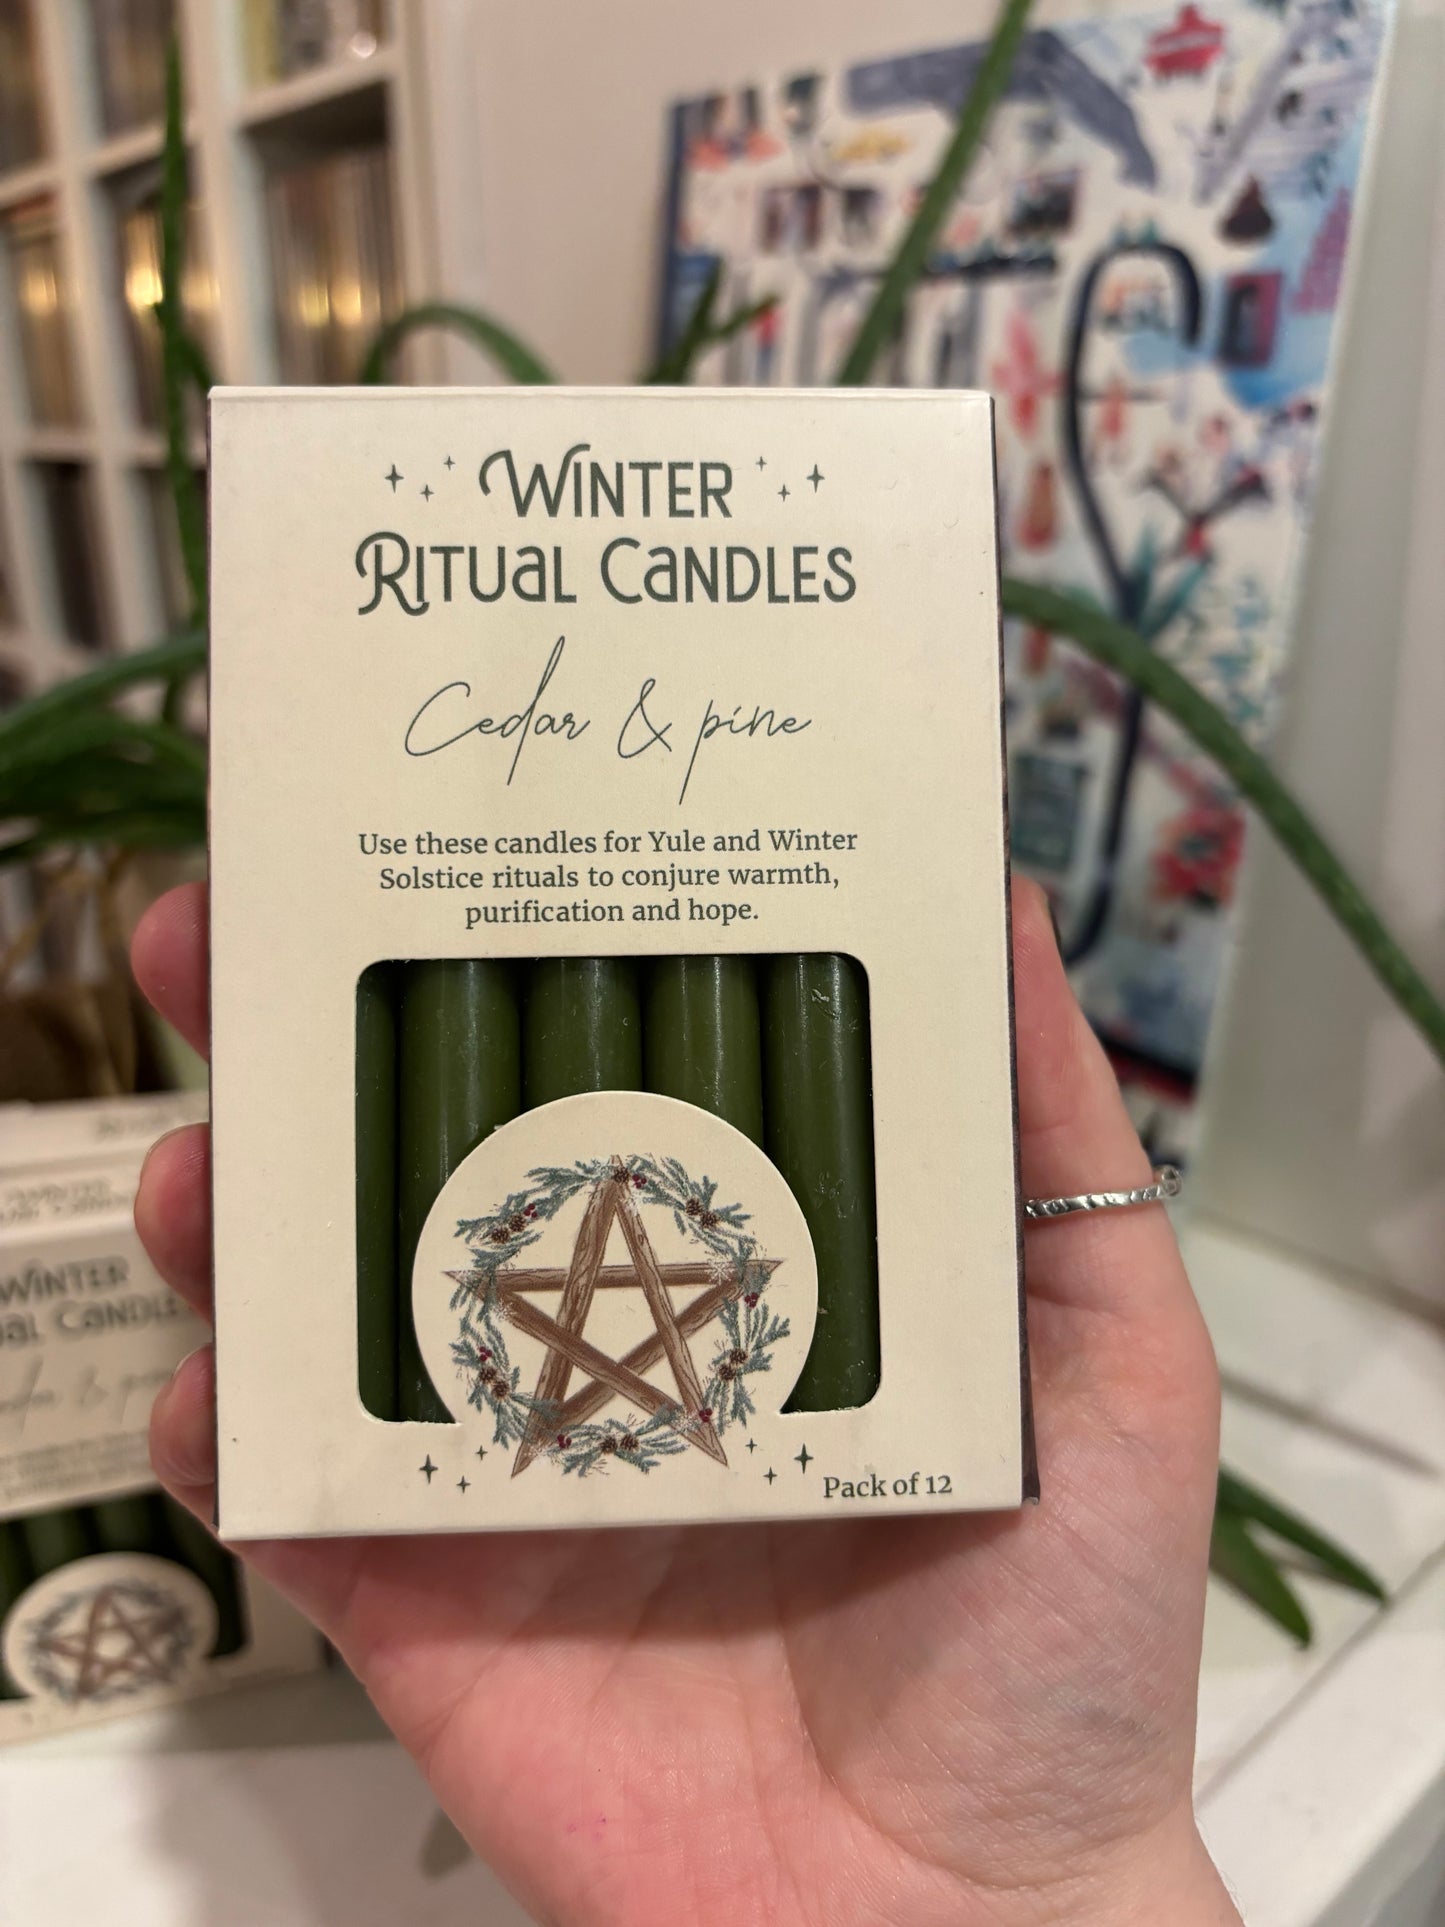 Winter
Ritual Candles
Cedar & pine
Use these candles for Yule and Winter
Solstice rituals to conjure warmth,
purification and hope.
Pack of 12
Winter
Candles